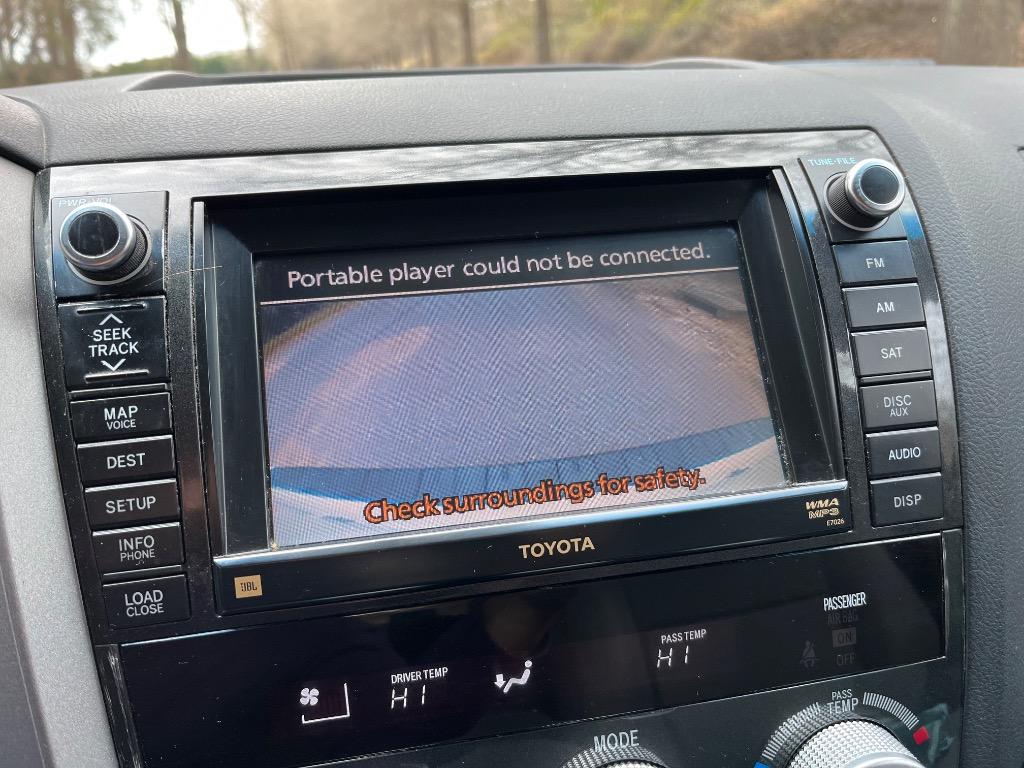 PWR·VOL
TUNE·FILE
SEEK
TRACK
MAP
VOICE
DEST
SETUP
INFO
PHONE
LOAD
CLOSE
Portable player could not be connected.
Check surroundings for safety.
FM
AM
SAT
DISC
AUX
AUDIO
DISP
WMA
MP3
E7026
TOYOTA
JBL
DRIVER TEMP
HI
PASS TEMP
HI
PASSENGER
AIR BAG
ON
OFF
MODE
PASS
TEMP